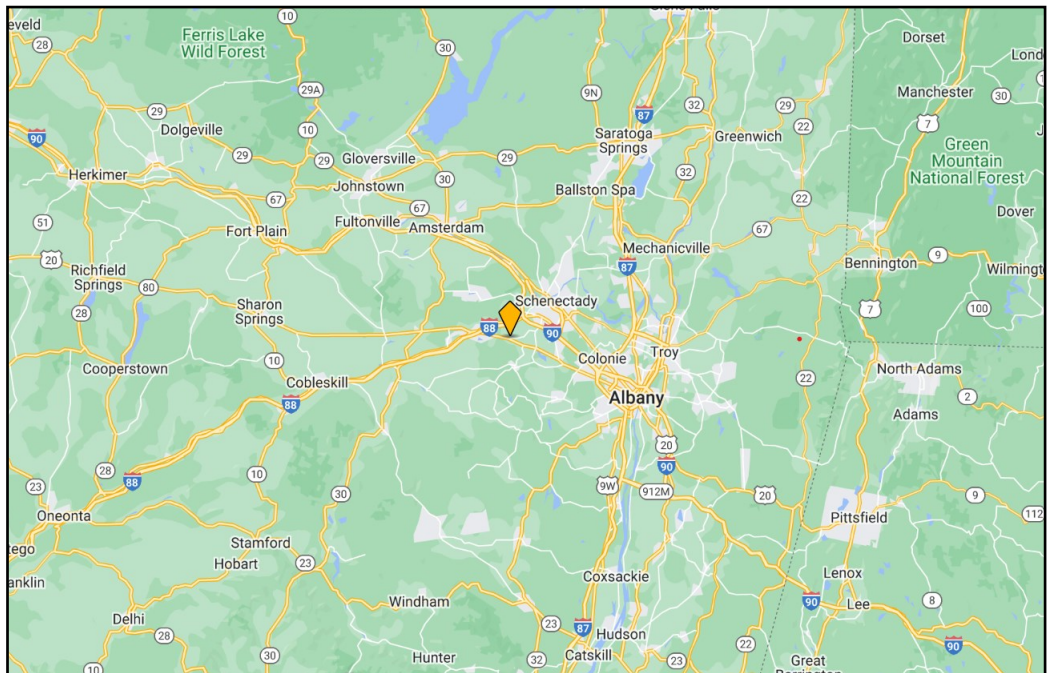 10
eveld
30
Ferris Lake
Wild Forest
Dorset
28
Lond
29A
9N
Manchester
30
87
32
29
22
29
Dolgeville
10
7
90
Saratoga
Springs
Greenwich
29
29
Gloversville
29
Green
Mountain
National Forest
Herkimer
30
32
Johnstown
Ballston Spa
67
67
22
Dover
51
Fultonville
Amsterdam
Fort Plain
67
Mechanicville
20
9
Bennington
87
Wilmingt
Richfield
Springs
80
Schenectady
Sharon
Springs
7
100
28
88
90
Colonie
Troy
10
Cooperstown
22
North Adams
Cobleskill
Albany
2
88
Adams
20
28
10
90
88
23
30
9W
912M
20
9
Oneonta
Pittsfield
112
tego
Stamford
Hobart
23
Coxsackie
Lenox
anklin
Windham
90
Lee
8
Delhi
23
87
28
Hudson
22
90
30
Hunter
32
Catskill
23
Great
10